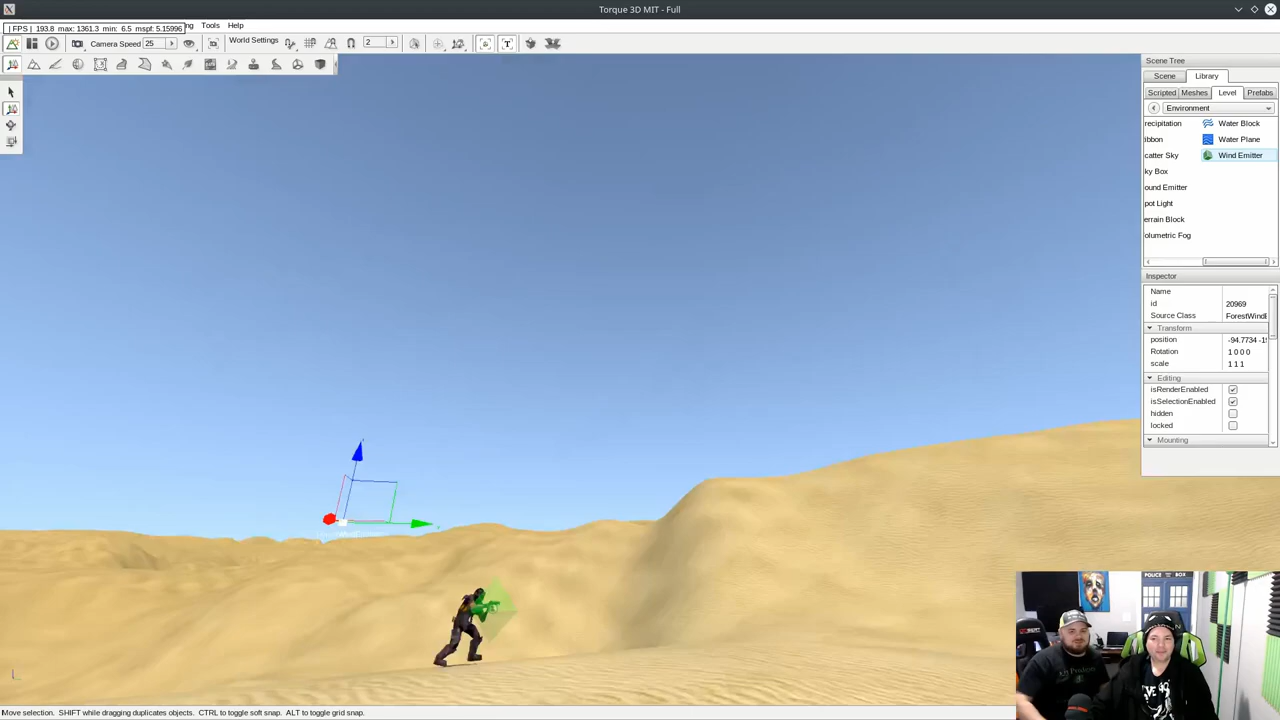 Torque 3D MIT - Full
| FPS | 193.8 max: 1361.3 min: 6.5 mspf: 5.15996
ng Tools Help
Camera Speed 25
World Settings
2
T
Scene Tree
Scene Library
Scripted Meshes Level Prefabs
Environment
recipitation Water Block
ibbon Water Plane
catter Sky Wind Emitter
ky Box
ound Emitter
pot Light
errain Block
olumetric Fog
Inspector
Name
id 20969
Source Class ForestWindE
Transform
position -94.7734 -1
Rotation 1 0 0 0
scale 1 1 1
Editing
isRenderEnabled
isSelectionEnabled
hidden
locked
Mounting
POLICE BOX
Move selection. SHIFT while dragging duplicates objects. CTRL to toggle soft snap. ALT to toggle grid snap.